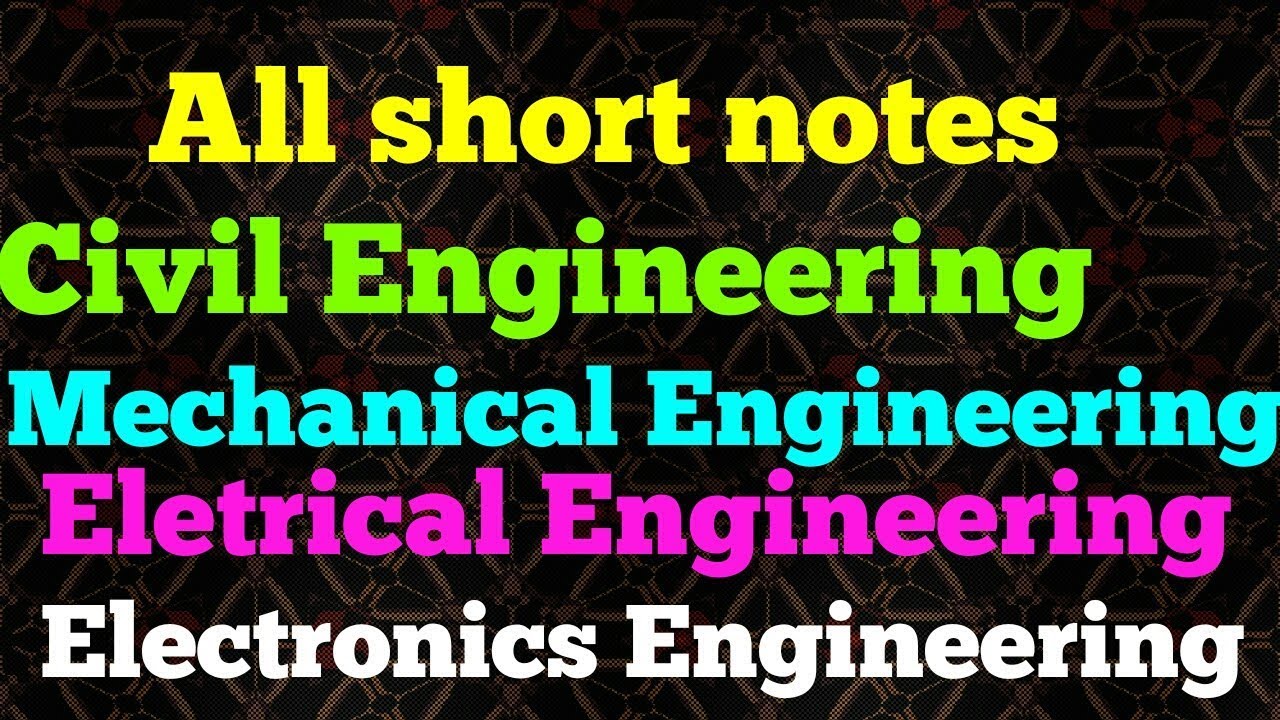 All short notes
Civil Engineering
Mechanical Engineering
Eletrical Engineering
Electronics Engineering